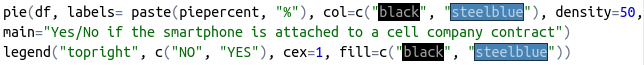 pie(df, labels= paste(piepercent, "%"), col=c("black", "steelblue"), density=50,
main="Yes/No if the smartphone is attached to a cell company contract")
legend("topright", c("NO", "YES"), cex=1, fill=c("black", "steelblue"))